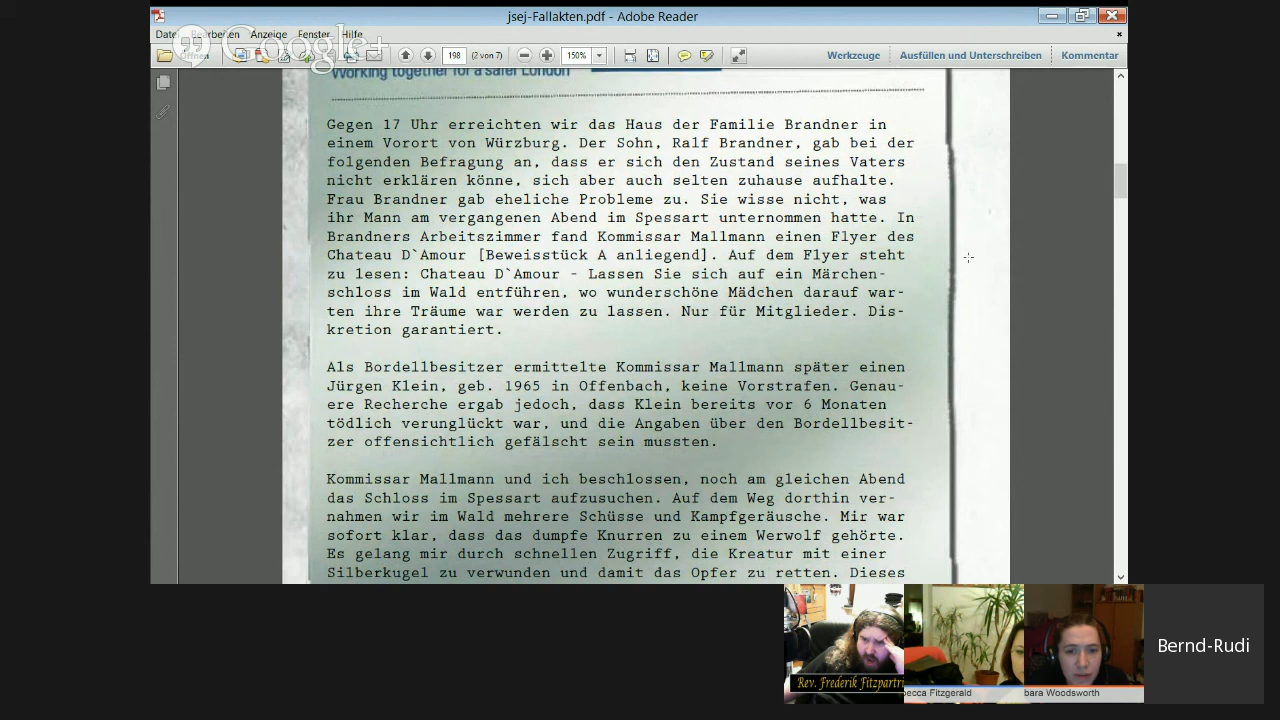 jsej-Fallakten.pdf - Adobe Reader
Datei Bearbeiten Anzeige Fenster Hilfe
Google+
Öffnen 198 (2 von 7) 150% Werkzeuge Ausfüllen und Unterschreiben Kommentar
Working together for a safer London
Gegen 17 Uhr erreichten wir das Haus der Familie Brandner in
einem Vorort von Würzburg. Der Sohn, Ralf Brandner, gab bei der
folgenden Befragung an, dass er sich den Zustand seines Vaters
nicht erklären könne, sich aber auch selten zuhause aufhalte.
Frau Brandner gab eheliche Probleme zu. Sie wisse nicht, was
ihr Mann am vergangenen Abend im Spessart unternommen hatte. In
Brandners Arbeitszimmer fand Kommissar Mallmann einen Flyer des
Chateau D`Amour [Beweisstück A anliegend]. Auf dem Flyer steht
zu lesen: Chateau D`Amour - Lassen Sie sich auf ein Märchen-
schloss im Wald entführen, wo wunderschöne Mädchen darauf war-
ten ihre Träume war werden zu lassen. Nur für Mitglieder. Dis-
kretion garantiert.
Als Bordellbesitzer ermittelte Kommissar Mallmann später einen
Jürgen Klein, geb. 1965 in Offenbach, keine Vorstrafen. Genau-
ere Recherche ergab jedoch, dass Klein bereits vor 6 Monaten
tödlich verunglückt war, und die Angaben über den Bordellbesit-
zer offensichtlich gefälscht sein mussten.
Kommissar Mallmann und ich beschlossen, noch am gleichen Abend
das Schloss im Spessart aufzusuchen. Auf dem Weg dorthin ver-
nahmen wir im Wald mehrere Schüsse und Kampfgeräusche. Mir war
sofort klar, dass das dumpfe Knurren zu einem Werwolf gehörte.
Es gelang mir durch schnellen Zugriff, die Kreatur mit einer
Silberkugel zu verwunden und damit das Opfer zu retten. Dieses
Bernd-Rudi
Rev. Frederik Fitzpatri
becca Fitzgerald
bara Woodsworth